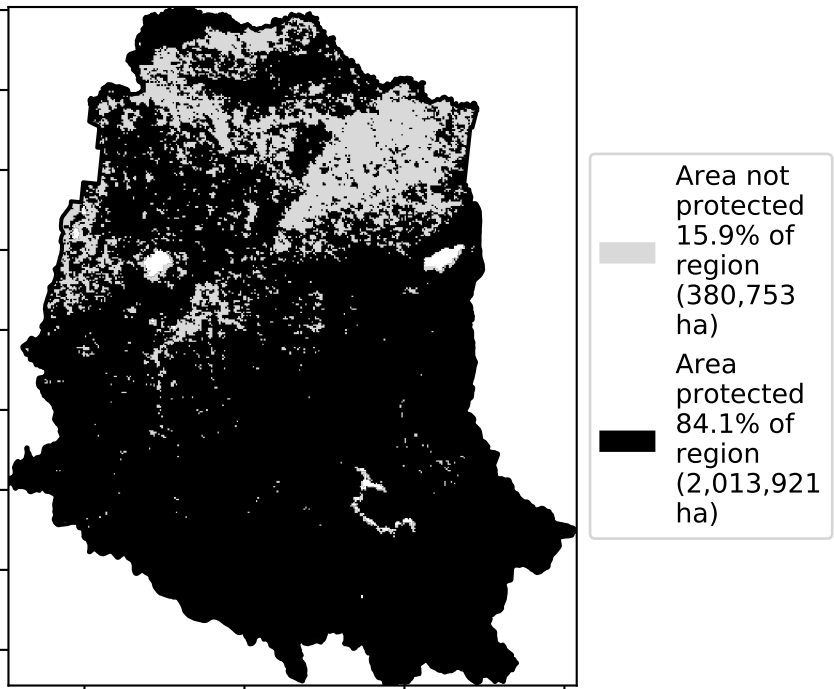 Area not
protected
15.9% of
region
(380,753
ha)
Area
protected
84.1% of
region
(2,013,921
ha)